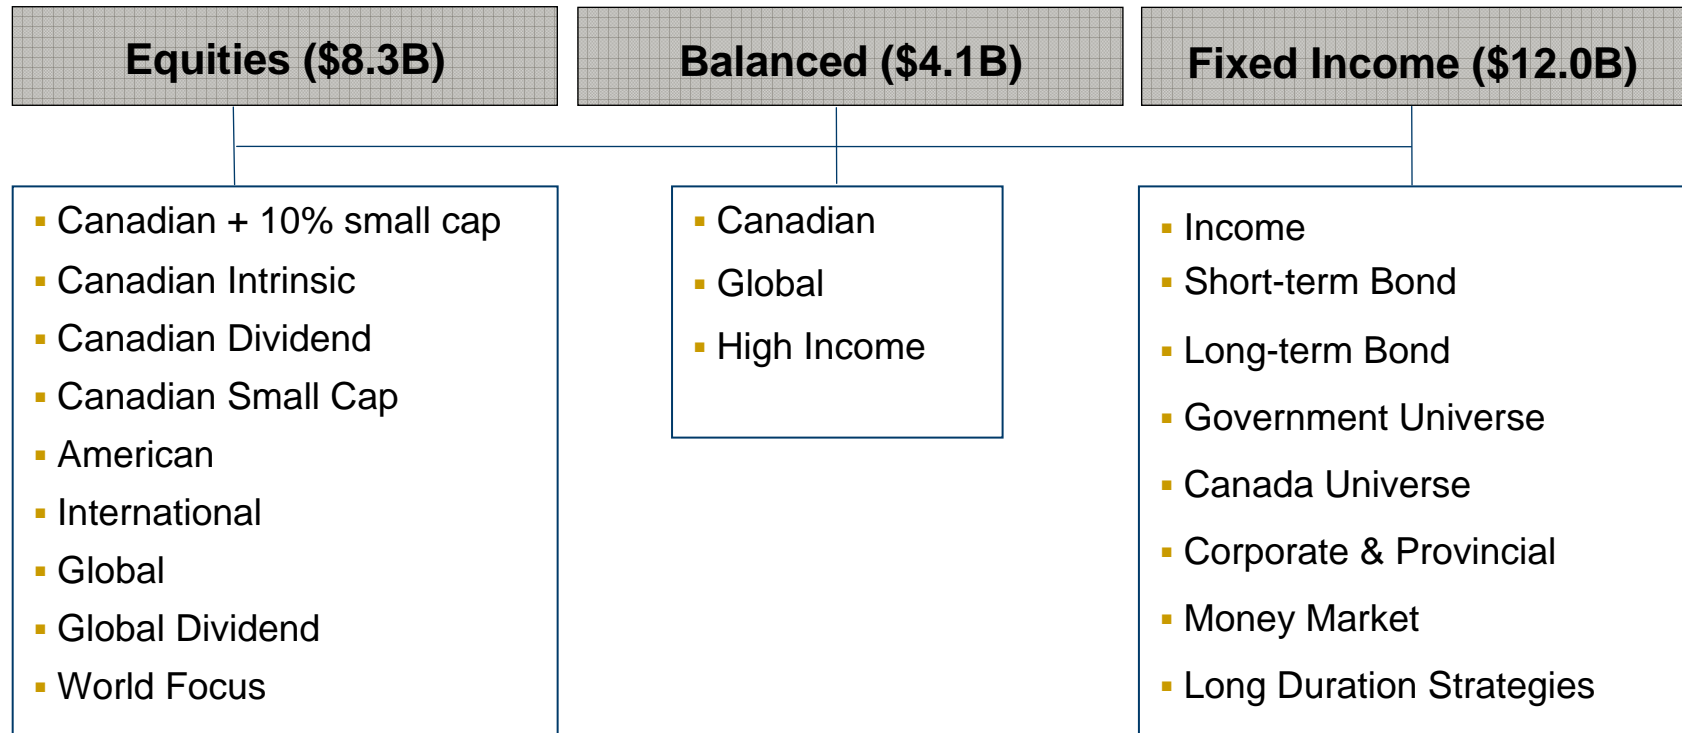 Equities ($8.3B)
Balanced ($4.1B)
Fixed Income ($12.0B)
Canadian + 10% small cap
Canadian Intrinsic
Canadian Dividend
Canadian Small Cap
American
International
Global
Global Dividend
World Focus
Canadian
Global
High Income
Income
Short-term Bond
Long-term Bond
Government Universe
Canada Universe
Corporate & Provincial
Money Market
Long Duration Strategies